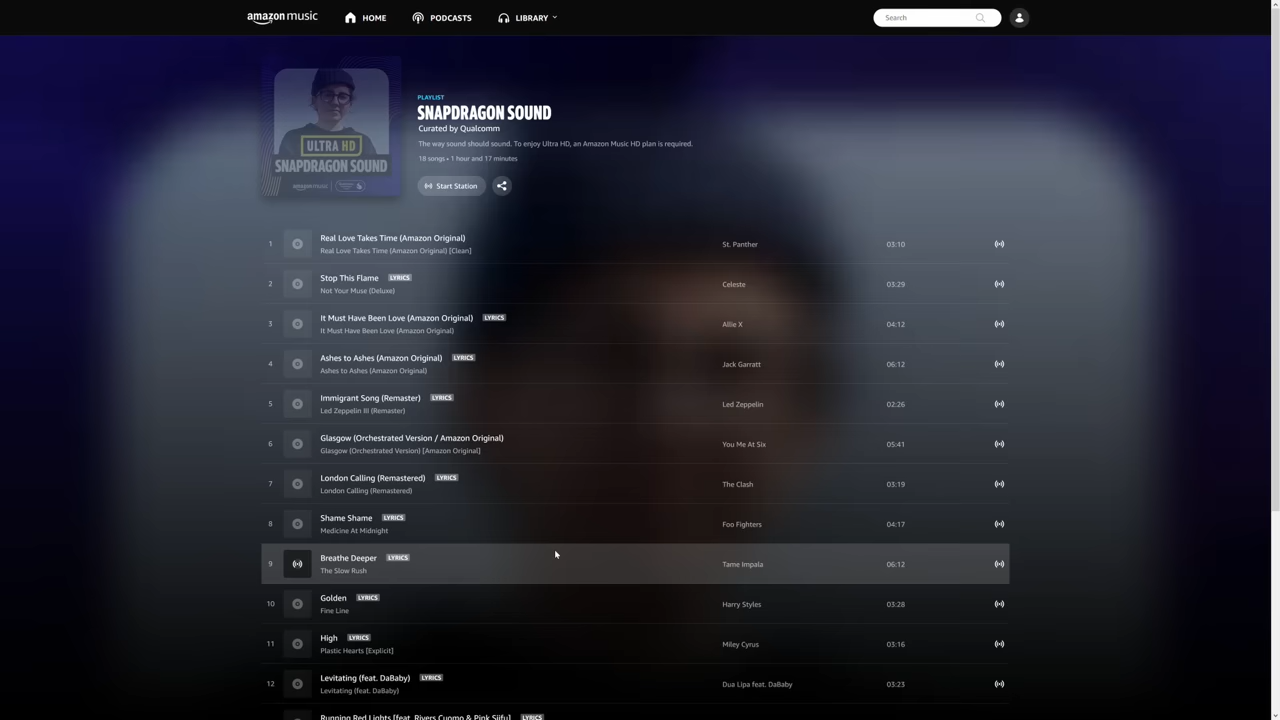 amazon music
HOME
PODCASTS
LIBRARY
Search
ULTRA HD
SNAPDRAGON SOUND
amazon music
PLAYLIST
SNAPDRAGON SOUND
Curated by Qualcomm
The way sound should sound. To enjoy Ultra HD, an Amazon Music HD plan is required.
18 songs • 1 hour and 17 minutes
Start Station
1 Real Love Takes Time (Amazon Original) St. Panther 03:10
Real Love Takes Time (Amazon Original) [Clean]
2 Stop This Flame LYRICS Celeste 03:29
Not Your Muse (Deluxe)
3 It Must Have Been Love (Amazon Original) LYRICS Allie X 04:12
It Must Have Been Love (Amazon Original)
4 Ashes to Ashes (Amazon Original) LYRICS Jack Garratt 06:12
Ashes to Ashes (Amazon Original)
5 Immigrant Song (Remaster) LYRICS Led Zeppelin 02:26
Led Zeppelin III (Remaster)
6 Glasgow (Orchestrated Version / Amazon Original) You Me At Six 05:41
Glasgow (Orchestrated Version) [Amazon Original]
7 London Calling (Remastered) LYRICS The Clash 03:19
London Calling (Remastered)
8 Shame Shame LYRICS Foo Fighters 04:17
Medicine At Midnight
9 Breathe Deeper LYRICS Tame Impala 06:12
The Slow Rush
10 Golden LYRICS Harry Styles 03:28
Fine Line
11 High LYRICS Miley Cyrus 03:16
Plastic Hearts [Explicit]
12 Levitating (feat. DaBaby) LYRICS Dua Lipa feat. DaBaby 03:23
Levitating (feat. DaBaby)
Running Red Lights [feat. Rivers Cuomo & Pink Siifu] LYRICS